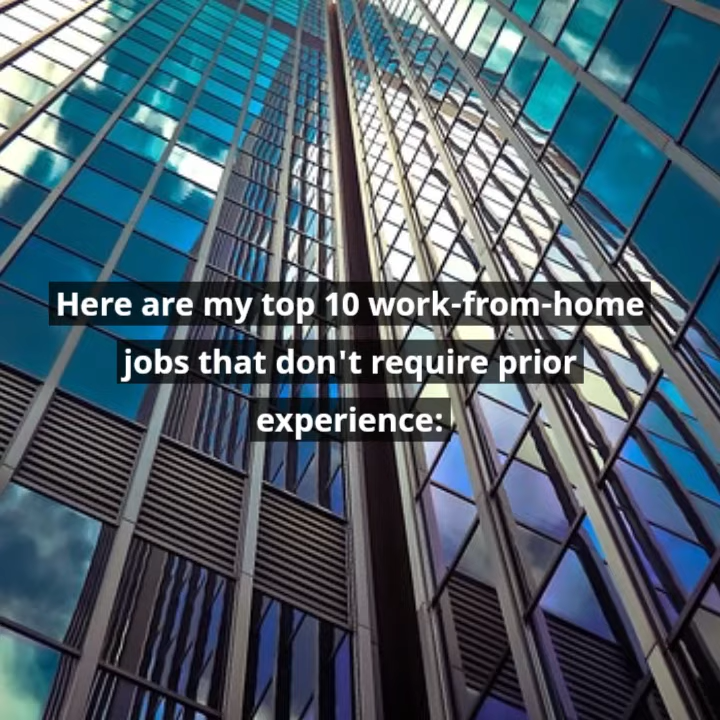 Here are my top 10 work-from-home
jobs that don't require prior
experience: